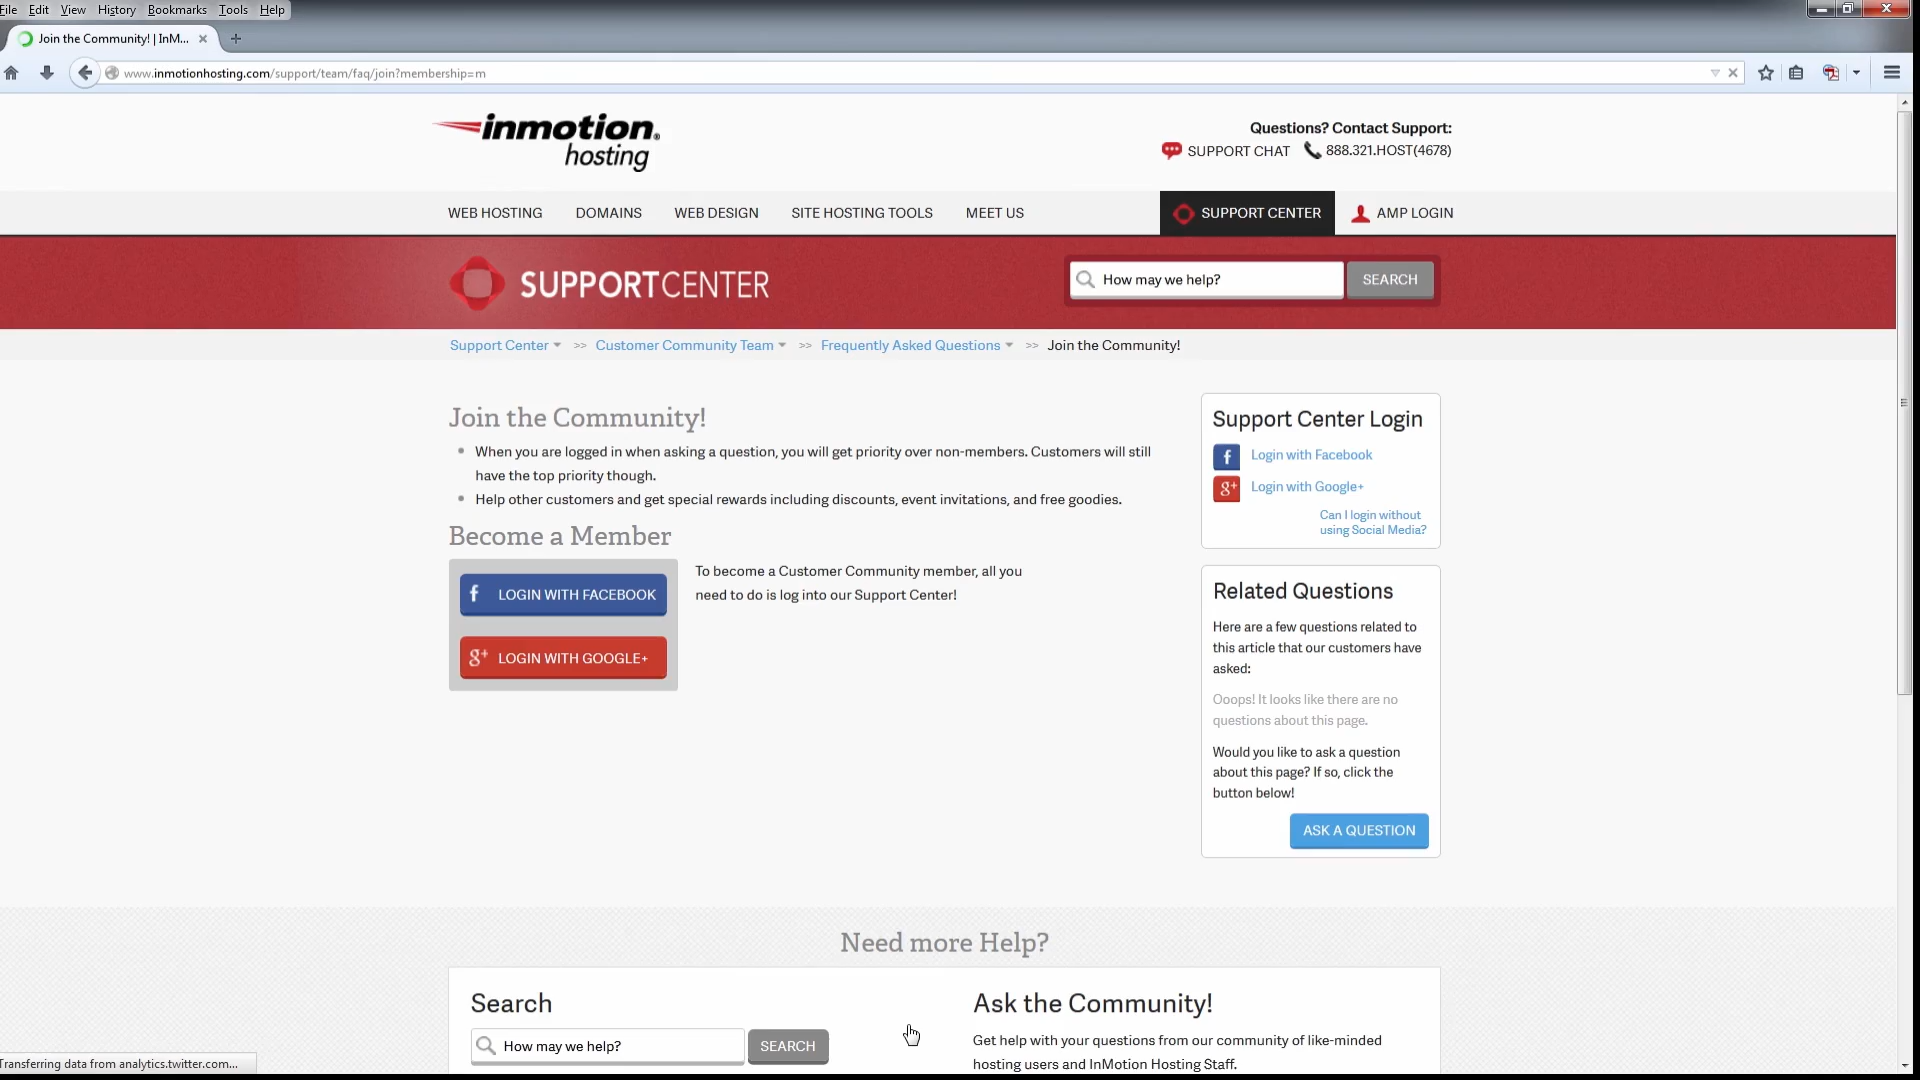 File Edit View History Bookmarks Tools Help
Join the Community! | InM...
www.inmotionhosting.com/support/team/faq/join?membership=m
inmotion
hosting
Questions? Contact Support:
SUPPORT CHAT 888.321.HOST(4678)
WEB HOSTING DOMAINS WEB DESIGN SITE HOSTING TOOLS MEET US SUPPORT CENTER AMP LOGIN
SUPPORTCENTER
How may we help? SEARCH
Support Center >> Customer Community Team >> Frequently Asked Questions >> Join the Community!
Join the Community!
When you are logged in when asking a question, you will get priority over non-members. Customers will still
have the top priority though.
Help other customers and get special rewards including discounts, event invitations, and free goodies.
Become a Member
f LOGIN WITH FACEBOOK
g+ LOGIN WITH GOOGLE+
To become a Customer Community member, all you
need to do is log into our Support Center!
Support Center Login
f Login with Facebook
g+ Login with Google+
Can I login without
using Social Media?
Related Questions
Here are a few questions related to
this article that our customers have
asked:
Ooops! It looks like there are no
questions about this page.
Would you like to ask a question
about this page? If so, click the
button below!
ASK A QUESTION
Need more Help?
Search
How may we help? SEARCH
Ask the Community!
Get help with your questions from our community of like-minded
hosting users and InMotion Hosting Staff.
Transferring data from analytics.twitter.com...